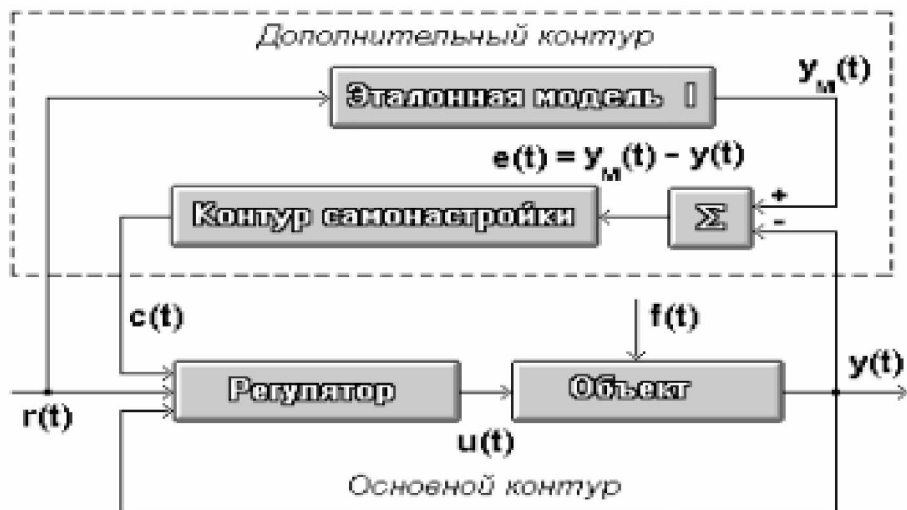 Дополнительный контур
Эталонная модель
yм(t)
e(t) = yм(t) - y(t)
Контур самонастройки
Σ
+
-
c(t)
f(t)
Регулятор
Объект
y(t)
r(t)
u(t)
Основной контур